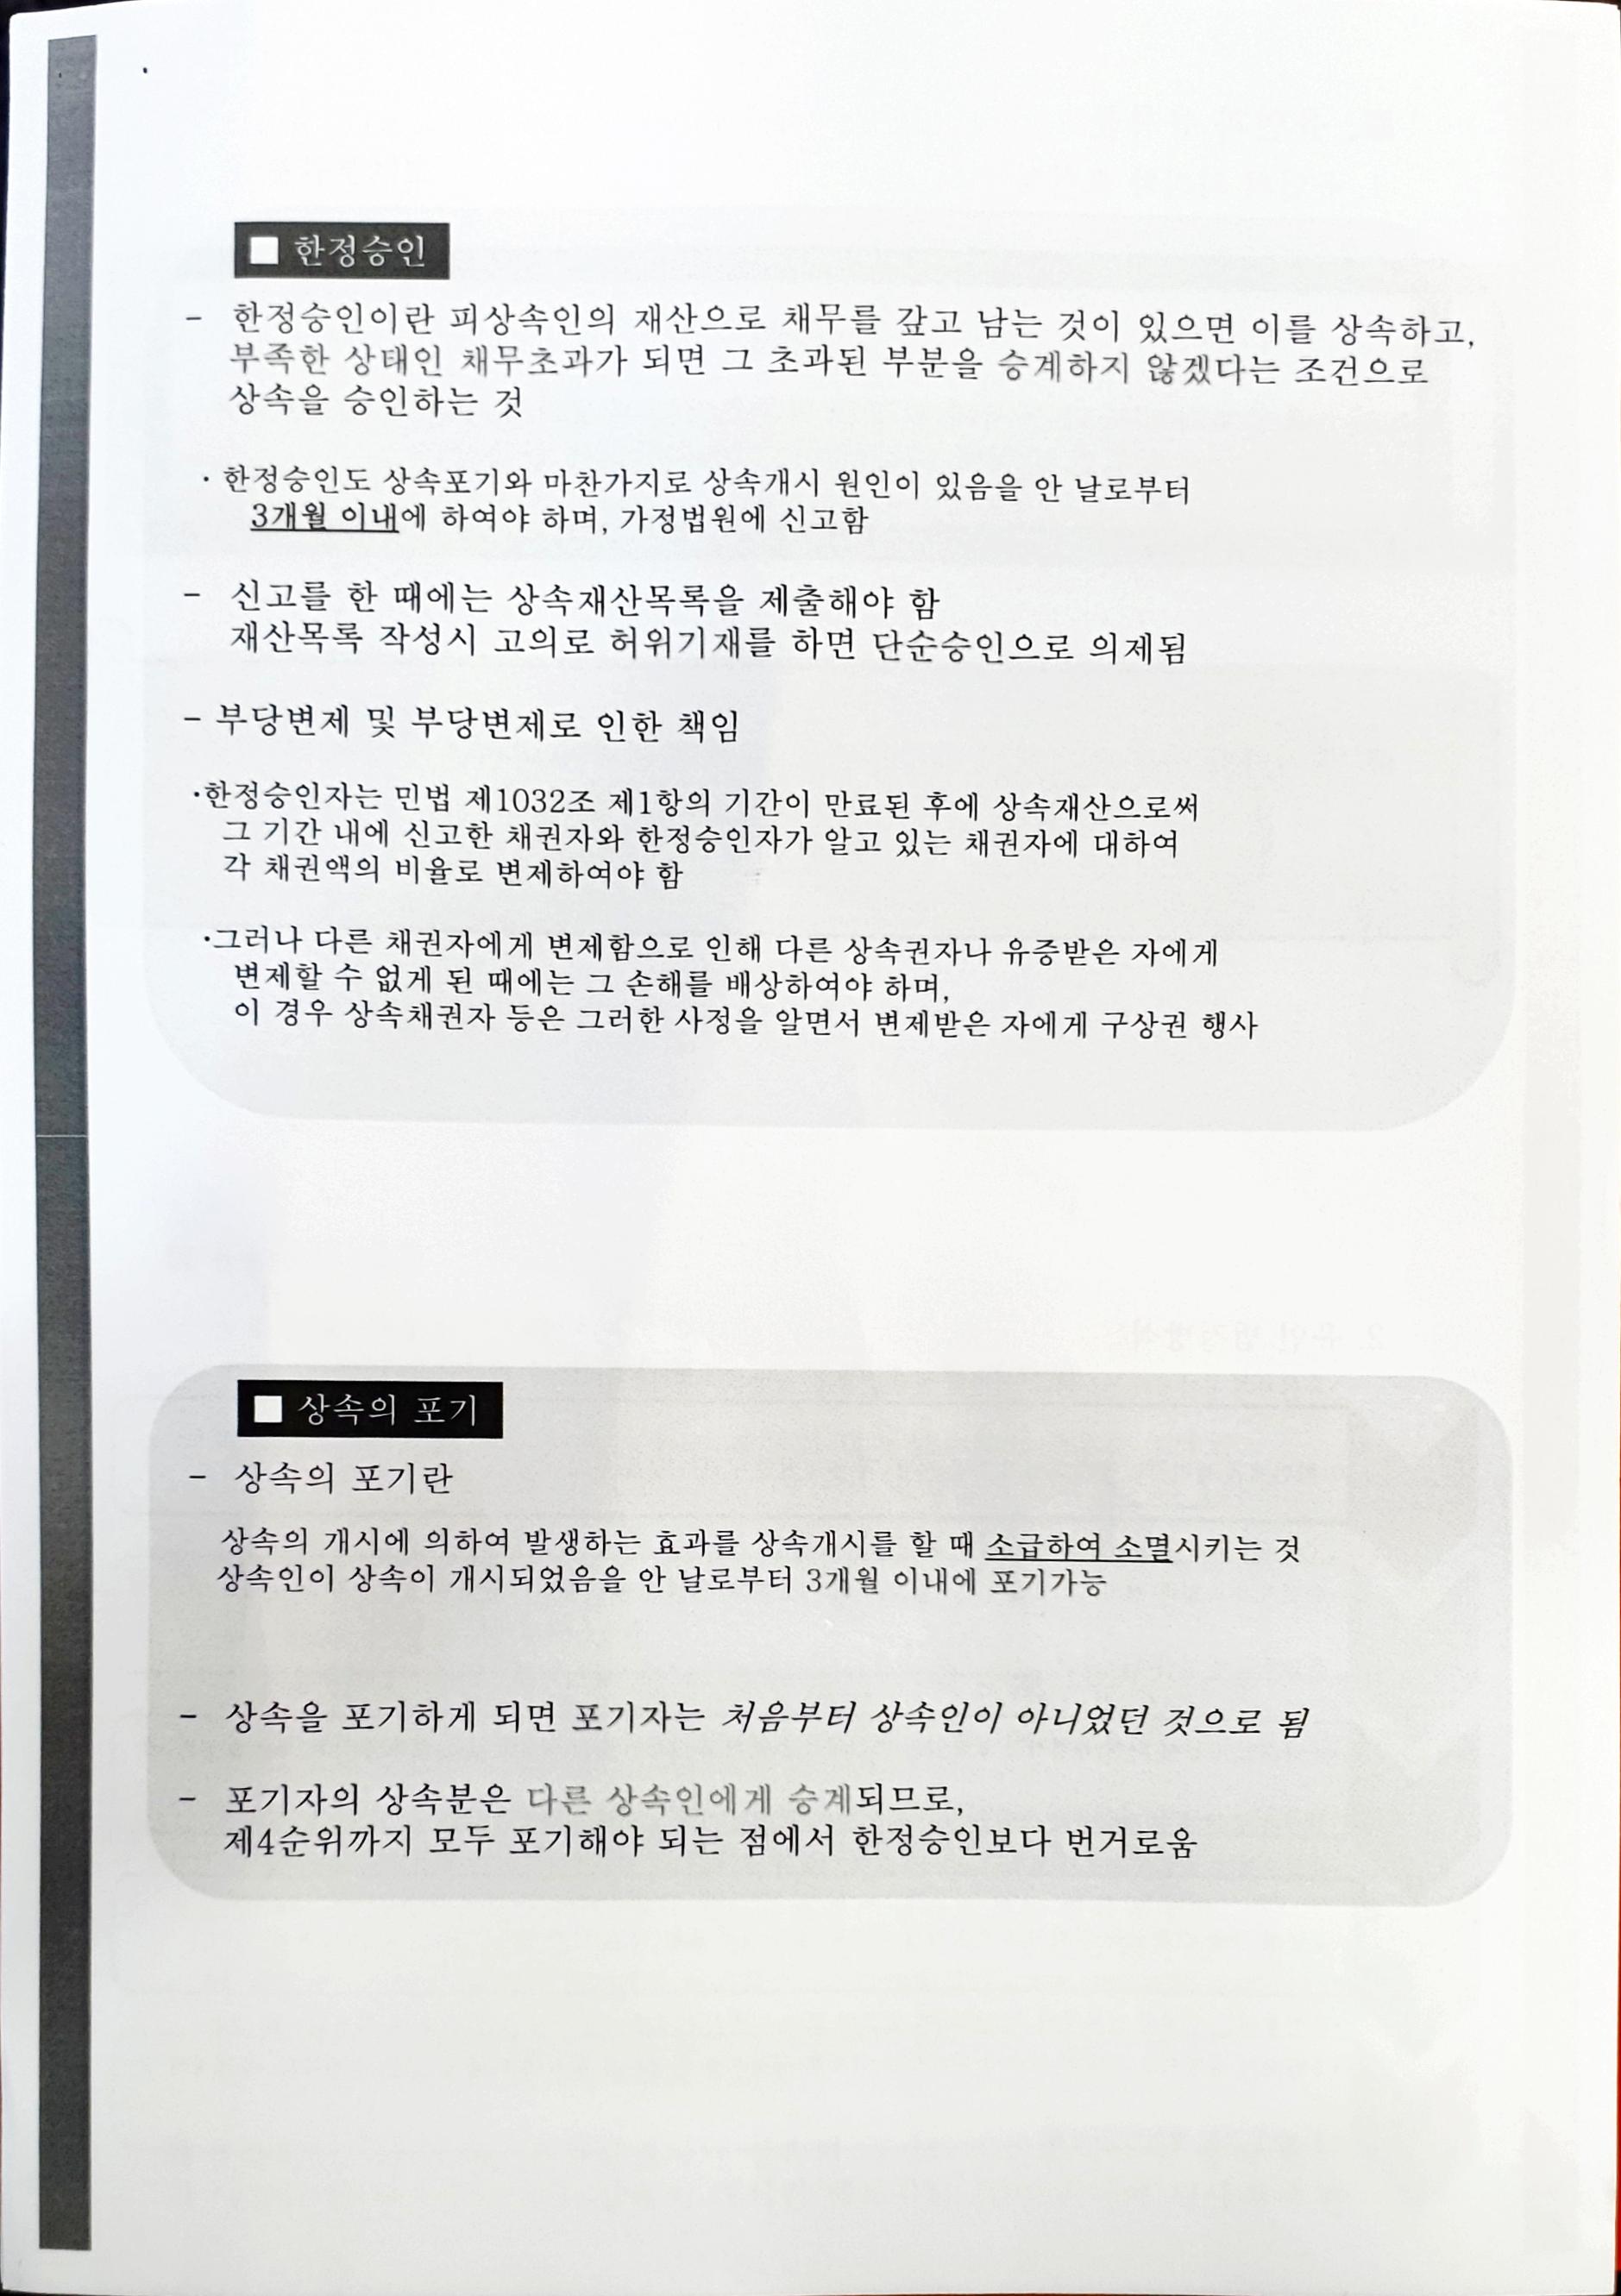 ■ 한정승인
- 한정승인이란 피상속인의 재산으로 채무를 갚고 남는 것이 있으면 이를 상속하고,
부족한 상태인 채무초과가 되면 그 초과된 부분을 승계하지 않겠다는 조건으로
상속을 승인하는 것
· 한정승인도 상속포기와 마찬가지로 상속개시 원인이 있음을 안 날로부터
3개월 이내에 하여야 하며, 가정법원에 신고함
- 신고를 한 때에는 상속재산목록을 제출해야 함
재산목록 작성시 고의로 허위기재를 하면 단순승인으로 의제됨
- 부당변제 및 부당변제로 인한 책임
·한정승인자는 민법 제1032조 제1항의 기간이 만료된 후에 상속재산으로써
그 기간 내에 신고한 채권자와 한정승인자가 알고 있는 채권자에 대하여
각 채권액의 비율로 변제하여야 함
·그러나 다른 채권자에게 변제함으로 인해 다른 상속권자나 유증받은 자에게
변제할 수 없게 된 때에는 그 손해를 배상하여야 하며,
이 경우 상속채권자 등은 그러한 사정을 알면서 변제받은 자에게 구상권 행사
■ 상속의 포기
- 상속의 포기란
상속의 개시에 의하여 발생하는 효과를 상속개시를 할 때 소급하여 소멸시키는 것
상속인이 상속이 개시되었음을 안 날로부터 3개월 이내에 포기가능
- 상속을 포기하게 되면 포기자는 처음부터 상속인이 아니었던 것으로 됨
- 포기자의 상속분은 다른 상속인에게 승계되므로,
제4순위까지 모두 포기해야 되는 점에서 한정승인보다 번거로움